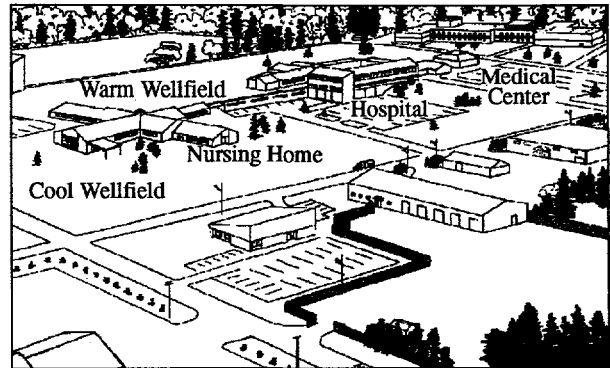 Warm Wellfield
Medical
Center
Hospital
Nursing Home
Cool Wellfield